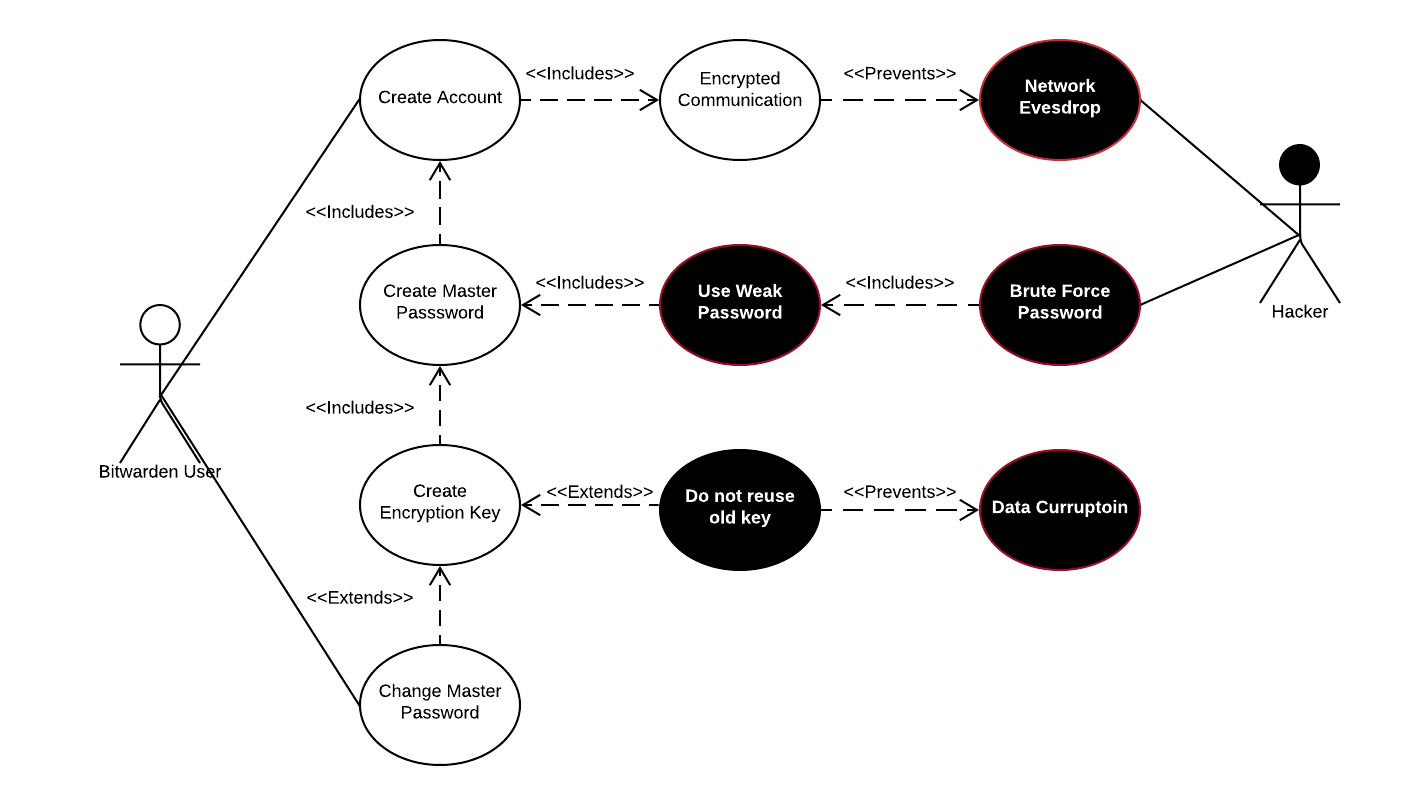 Create Account
<<Includes>>
Encrypted
Communication
<<Prevents>>
Network
Evesdrop
<<Includes>>
Create Master
Passsword
<<Includes>>
Use Weak
Password
<<Includes>>
Brute Force
Password
Hacker
<<Includes>>
Bitwarden User
Create
Encryption Key
<<Extends>>
Do not reuse
old key
<<Prevents>>
Data Curruptoin
<<Extends>>
Change Master
Password